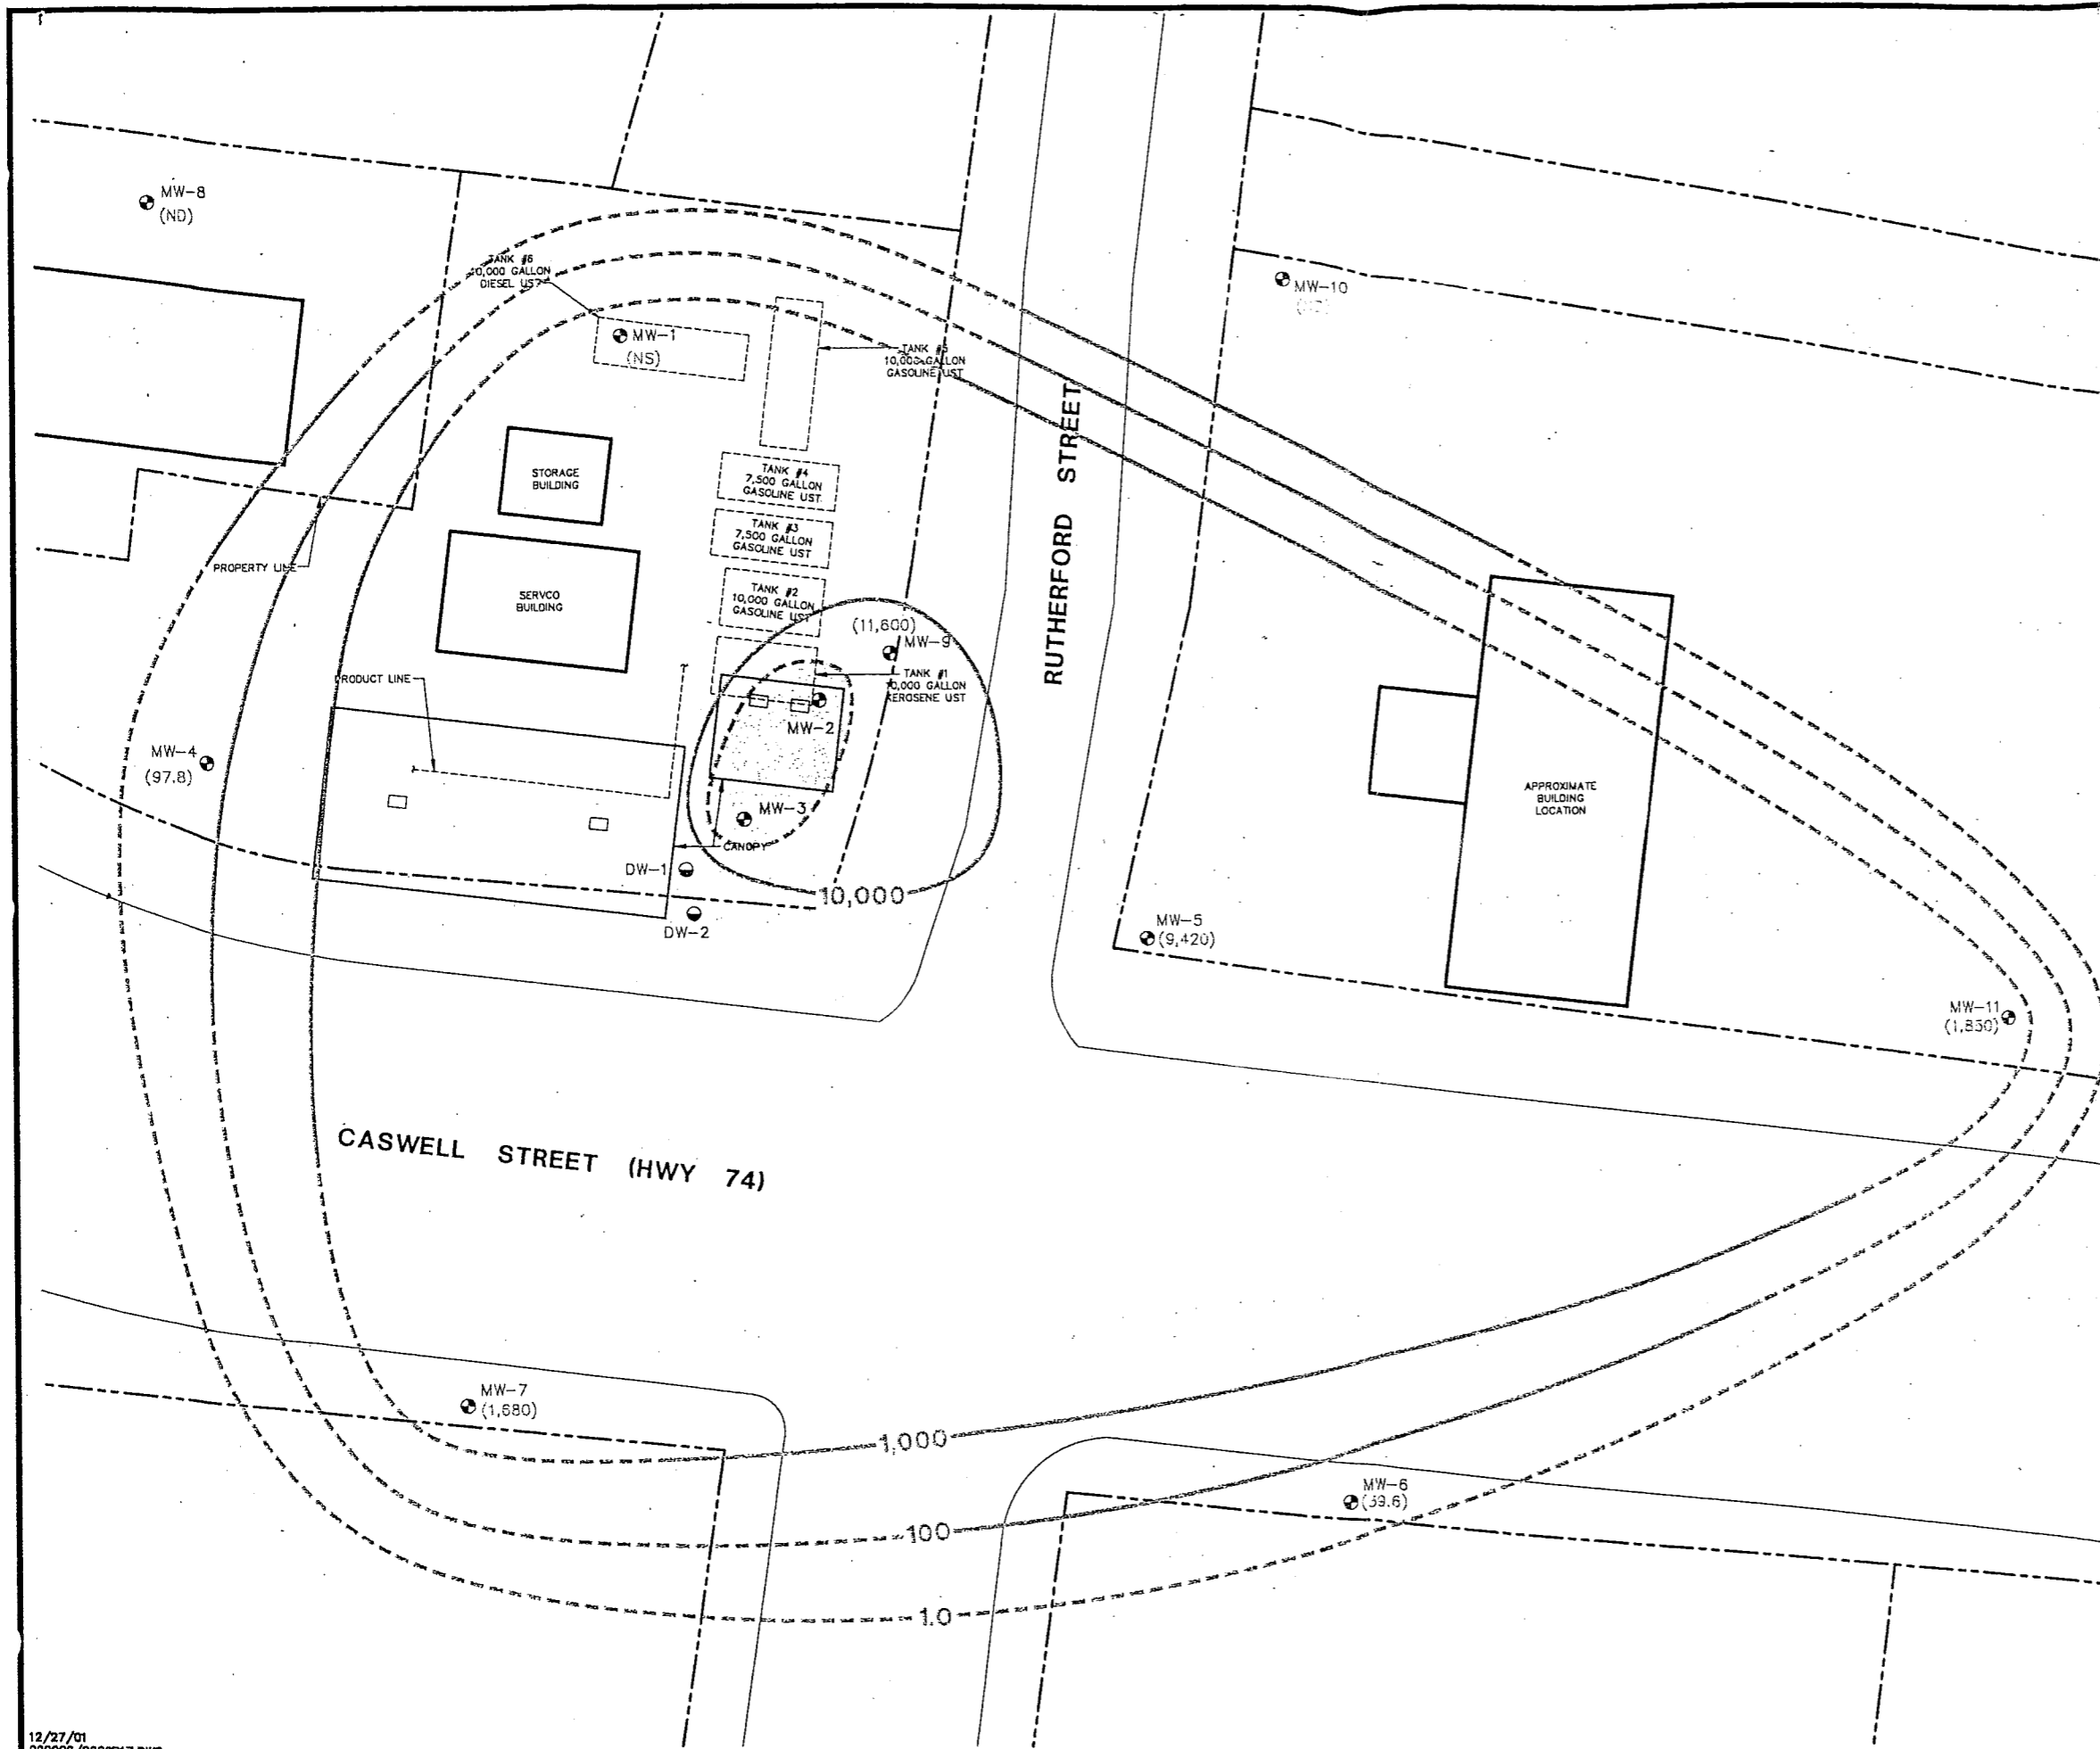 MW-8
(ND)
TANK #6
10,000 GALLON
DIESEL UST
MW-1
(NS)
MW-10
TANK #5
10,000 GALLON
GASOLINE UST
RUTHERFORD STREET
STORAGE
BUILDING
TANK #4
7,500 GALLON
GASOLINE UST
TANK #3
7,500 GALLON
GASOLINE UST
PROPERTY LINE
SERVCO
BUILDING
TANK #2
10,000 GALLON
GASOLINE UST
(11,600)
MW-9
TANK #1
10,000 GALLON
KEROSENE UST
PRODUCT LINE
MW-2
MW-4
(97.8)
MW-3
APPROXIMATE
BUILDING
LOCATION
CANOPY
DW-1
10,000
DW-2
MW-5
(9,420)
MW-11
CASWELL STREET (HWY 74)
MW-7
(1,680)
1,000
MW-6
(39.6)
100
1.0
12/27/01